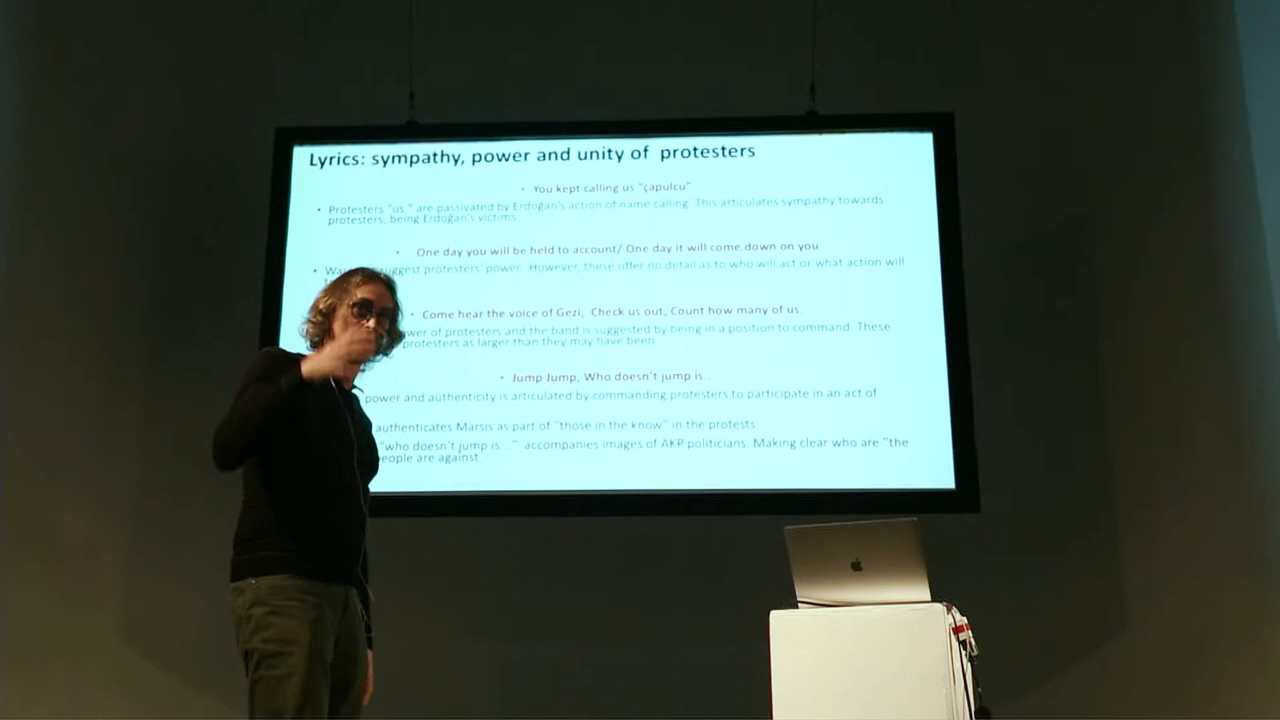 Lyrics: sympathy, power and unity of protesters
• You kept calling us "çapulcu"
• Protesters "us " are passivated by Erdoğan's action of name calling. This articulates sympathy towards
protesters, being Erdoğan's victims.
• One day you will be held to account/ One day it will come down on you
• suggest protesters' power. However, these offer no detail as to who will act or what action will
• Come hear the voice of Gezi; Check us out; Count how many of us.
of protesters and the band is suggested by being in a position to command. These
protesters as larger than they may have been.
• Jump Jump, Who doesn't jump is..
power and authenticity is articulated by commanding protesters to participate in an act of
authenticates Marsis as part of "those in the know" in the protests
"who doesn't jump is..." accompanies images of AKP politicians. Making clear who are "the
are against